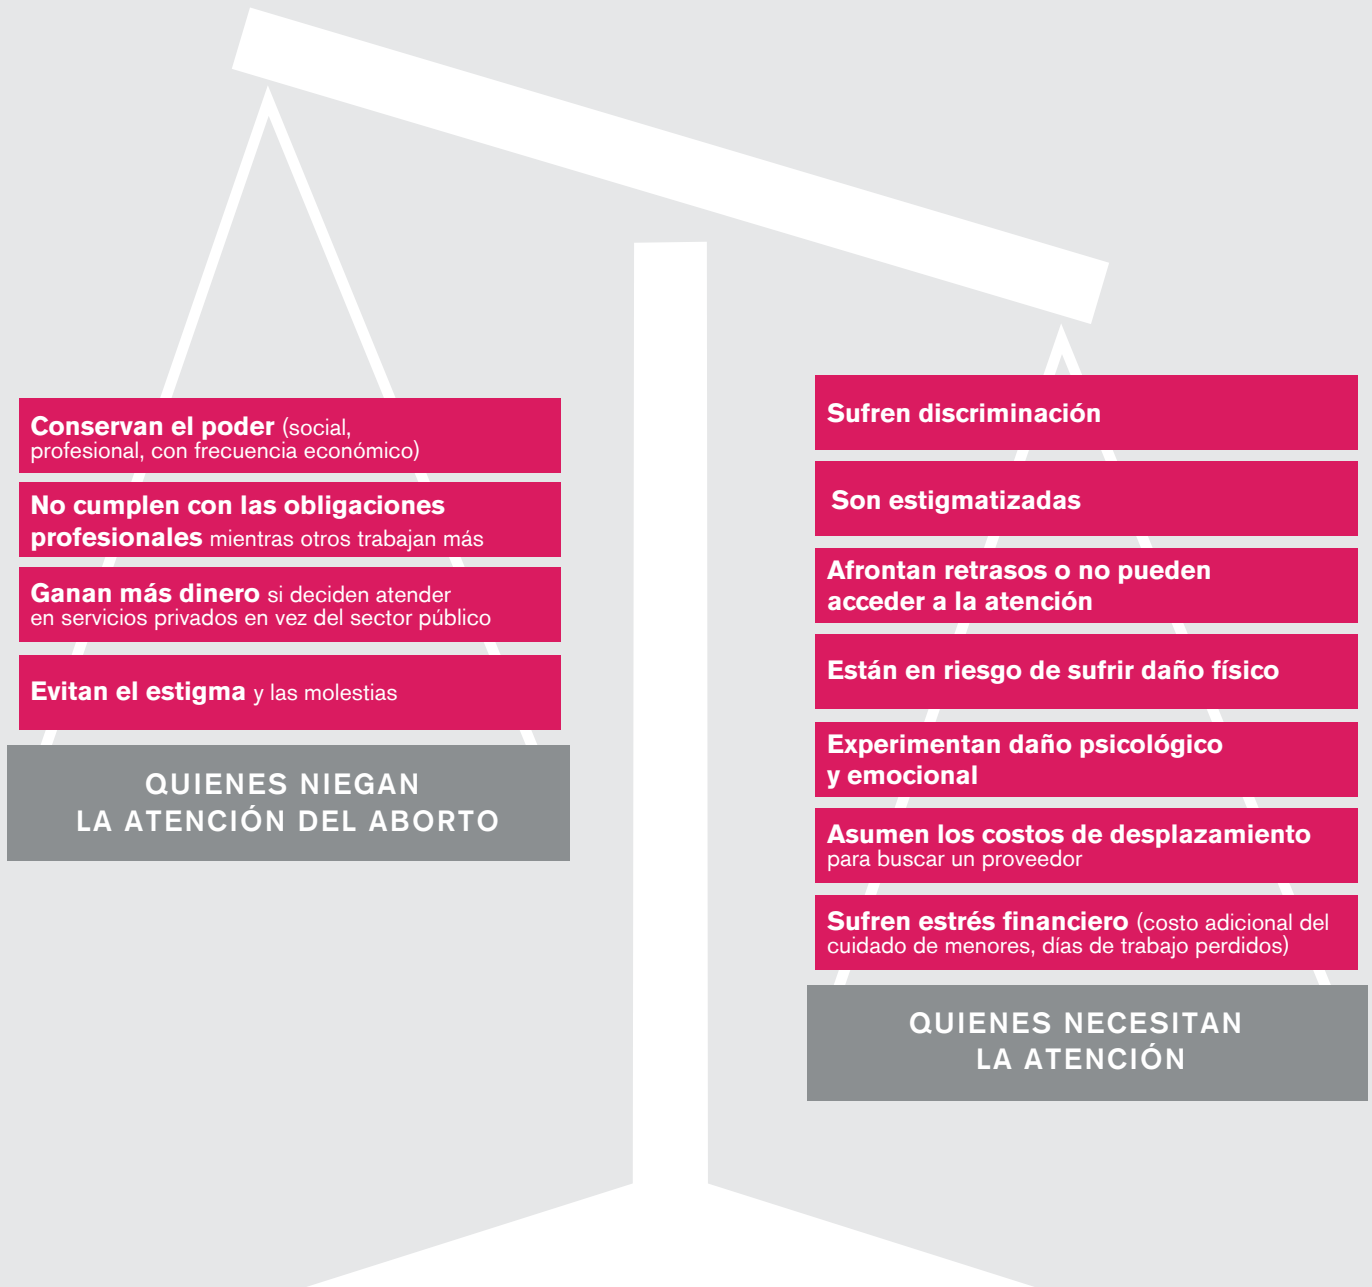 Conservan el poder (social,
profesional, con frecuencia económico)
No cumplen con las obligaciones
profesionales mientras otros trabajan más
Ganan más dinero si deciden atender
en servicios privados en vez del sector público
Evitan el estigma y las molestias
QUIENES NIEGAN
LA ATENCIÓN DEL ABORTO
Sufren discriminación
Son estigmatizadas
Afrontan retrasos o no pueden
acceder a la atención
Están en riesgo de sufrir daño físico
Experimentan daño psicológico
y emocional
Asumen los costos de desplazamiento
para buscar un proveedor
Sufren estrés financiero (costo adicional del
cuidado de menores, días de trabajo perdidos)
QUIENES NECESITAN
LA ATENCIÓN